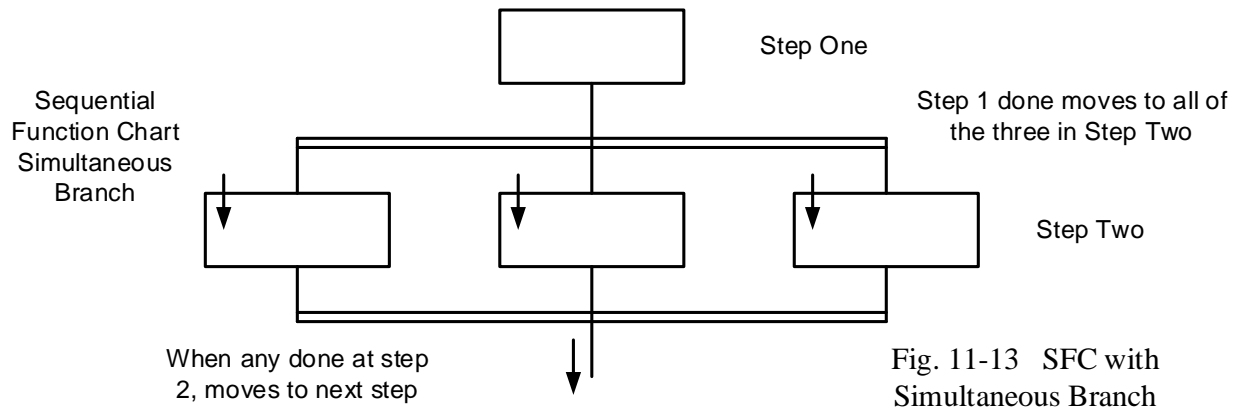 Step One
Sequential
Function Chart
Simultaneous
Branch
Step 1 done moves to all of
the three in Step Two
Step Two
When any done at step
2, moves to next step
Fig. 11-13   SFC with
Simultaneous Branch